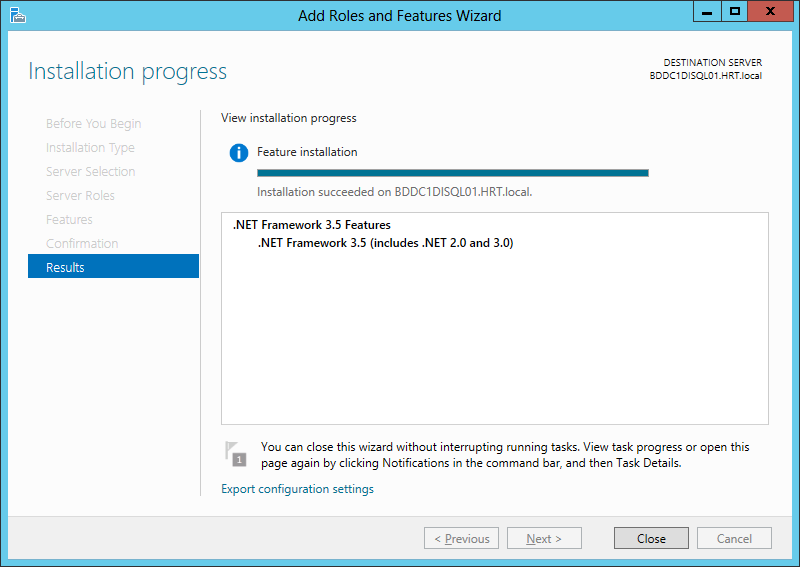 Add Roles and Features Wizard
Installation progress
DESTINATION SERVER
BDDC1DISQL01.HRT.local
Before You Begin
Installation Type
Server Selection
Server Roles
Features
Confirmation
Results
View installation progress
Feature installation
Installation succeeded on BDDC1DISQL01.HRT.local.
.NET Framework 3.5 Features
.NET Framework 3.5 (includes .NET 2.0 and 3.0)
1
You can close this wizard without interrupting running tasks. View task progress or open this
page again by clicking Notifications in the command bar, and then Task Details.
Export configuration settings
< Previous
Next >
Close
Cancel